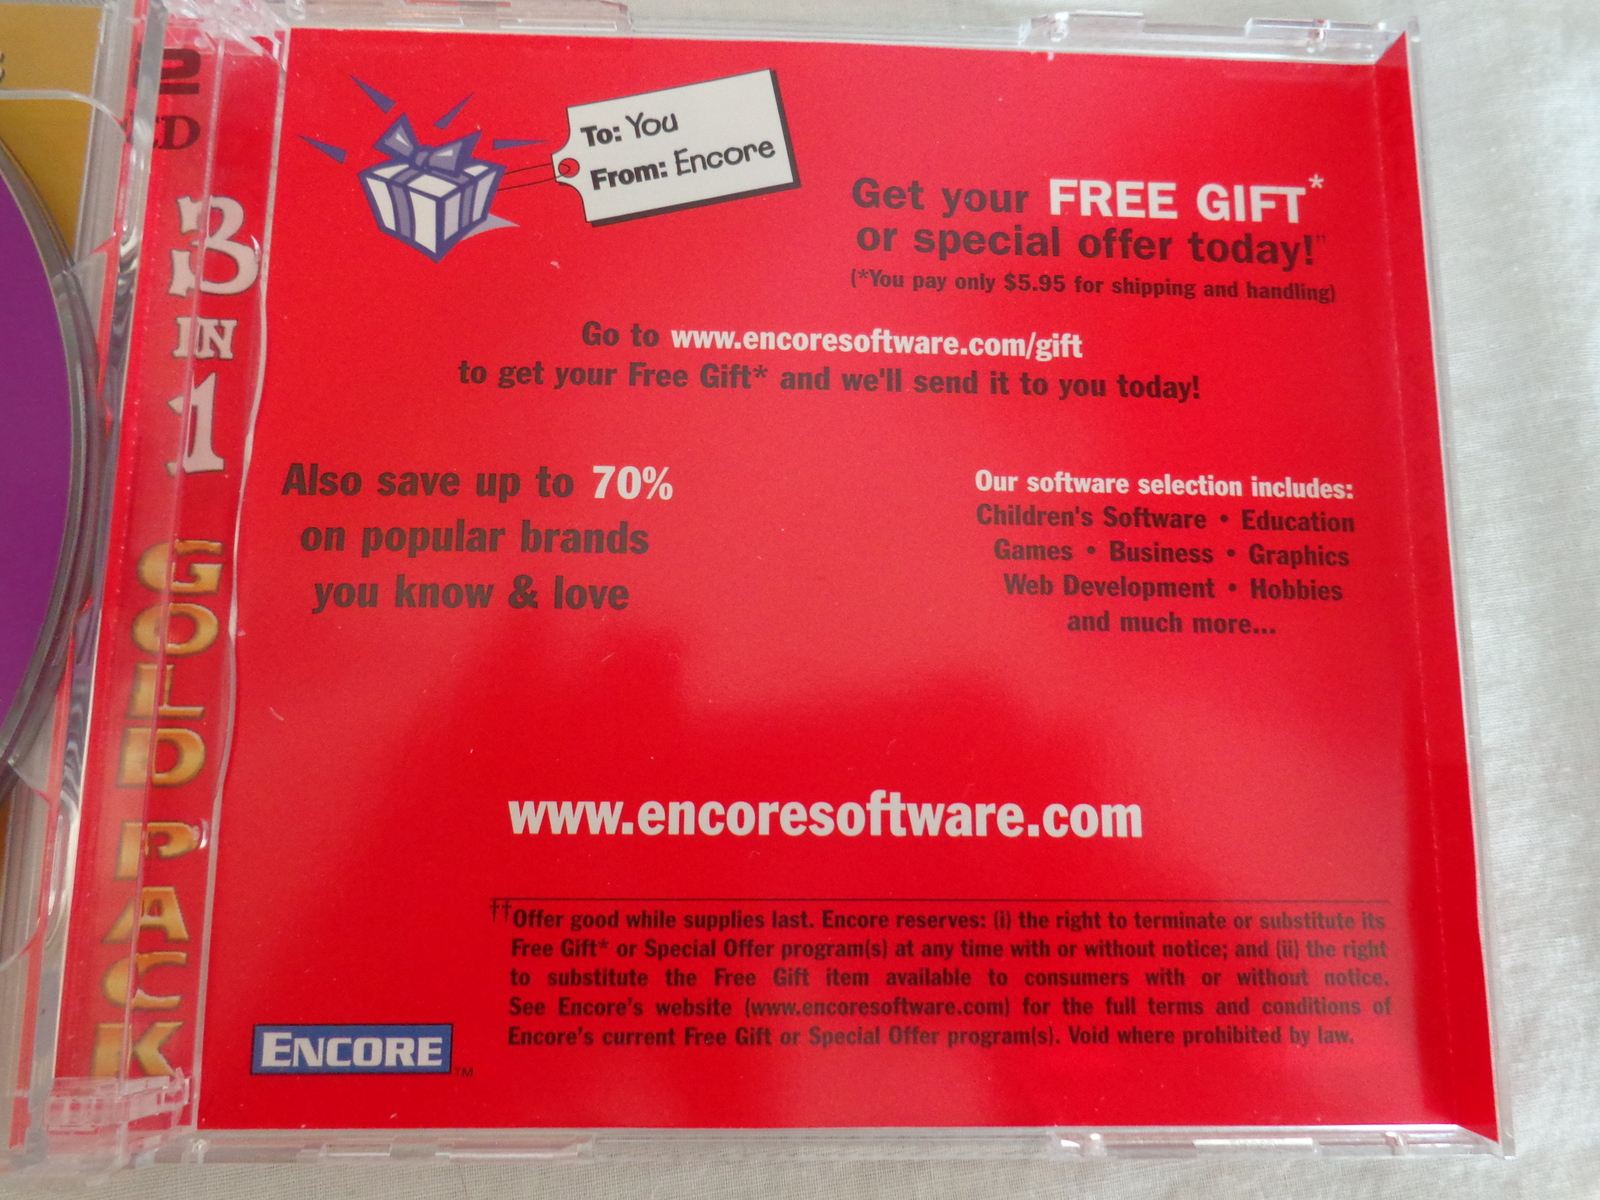 2
CD
3
IN
1
GOLD PACK
To: You
From: Encore
Get your FREE GIFT*
or special offer today!††
(*You pay only $5.95 for shipping and handling)
Go to www.encoresoftware.com/gift
to get your Free Gift* and we'll send it to you today!
Also save up to 70%
on popular brands
you know & love
Our software selection includes:
Children's Software • Education
Games • Business • Graphics
Web Development • Hobbies
and much more...
www.encoresoftware.com
††Offer good while supplies last. Encore reserves: (i) the right to terminate or substitute its
Free Gift* or Special Offer program(s) at any time with or without notice; and (ii) the right
to substitute the Free Gift item available to consumers with or without notice.
See Encore's website (www.encoresoftware.com) for the full terms and conditions of
Encore's current Free Gift or Special Offer program(s). Void where prohibited by law.
ENCORE™